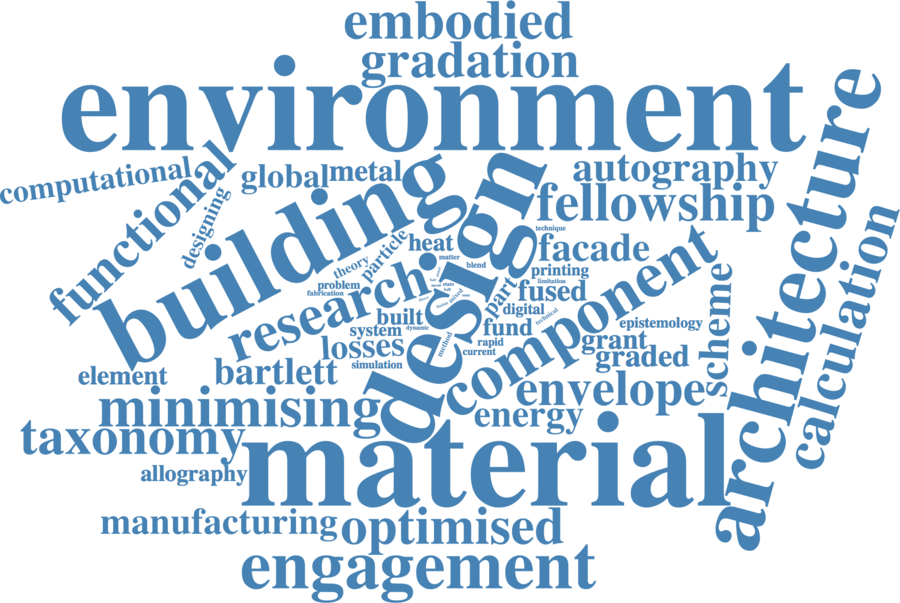 embodied
gradation
environment
architecture
computational
functional
global
metal
autography
designing
building
design
fellowship
technique
heat
facade
calculation
theory
particle
matter
blend
printing
limitation
problem
fabrication
research
part
fused
component
scheme
built
digital
technical
system
dynamic
fund
epistemology
method
rapid
grant
losses
current
graded
simulation
element
bartlett
envelope
minimising
energy
taxonomy
material
allography
manufacturing
optimised
engagement